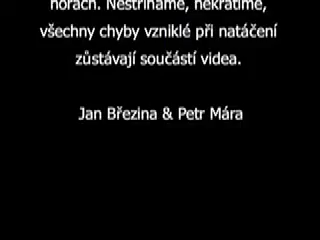 horách. Nestříháme, nekrátíme,
všechny chyby vzniklé při natáčení
zůstávají součástí videa.
Jan Březina & Petr Mára